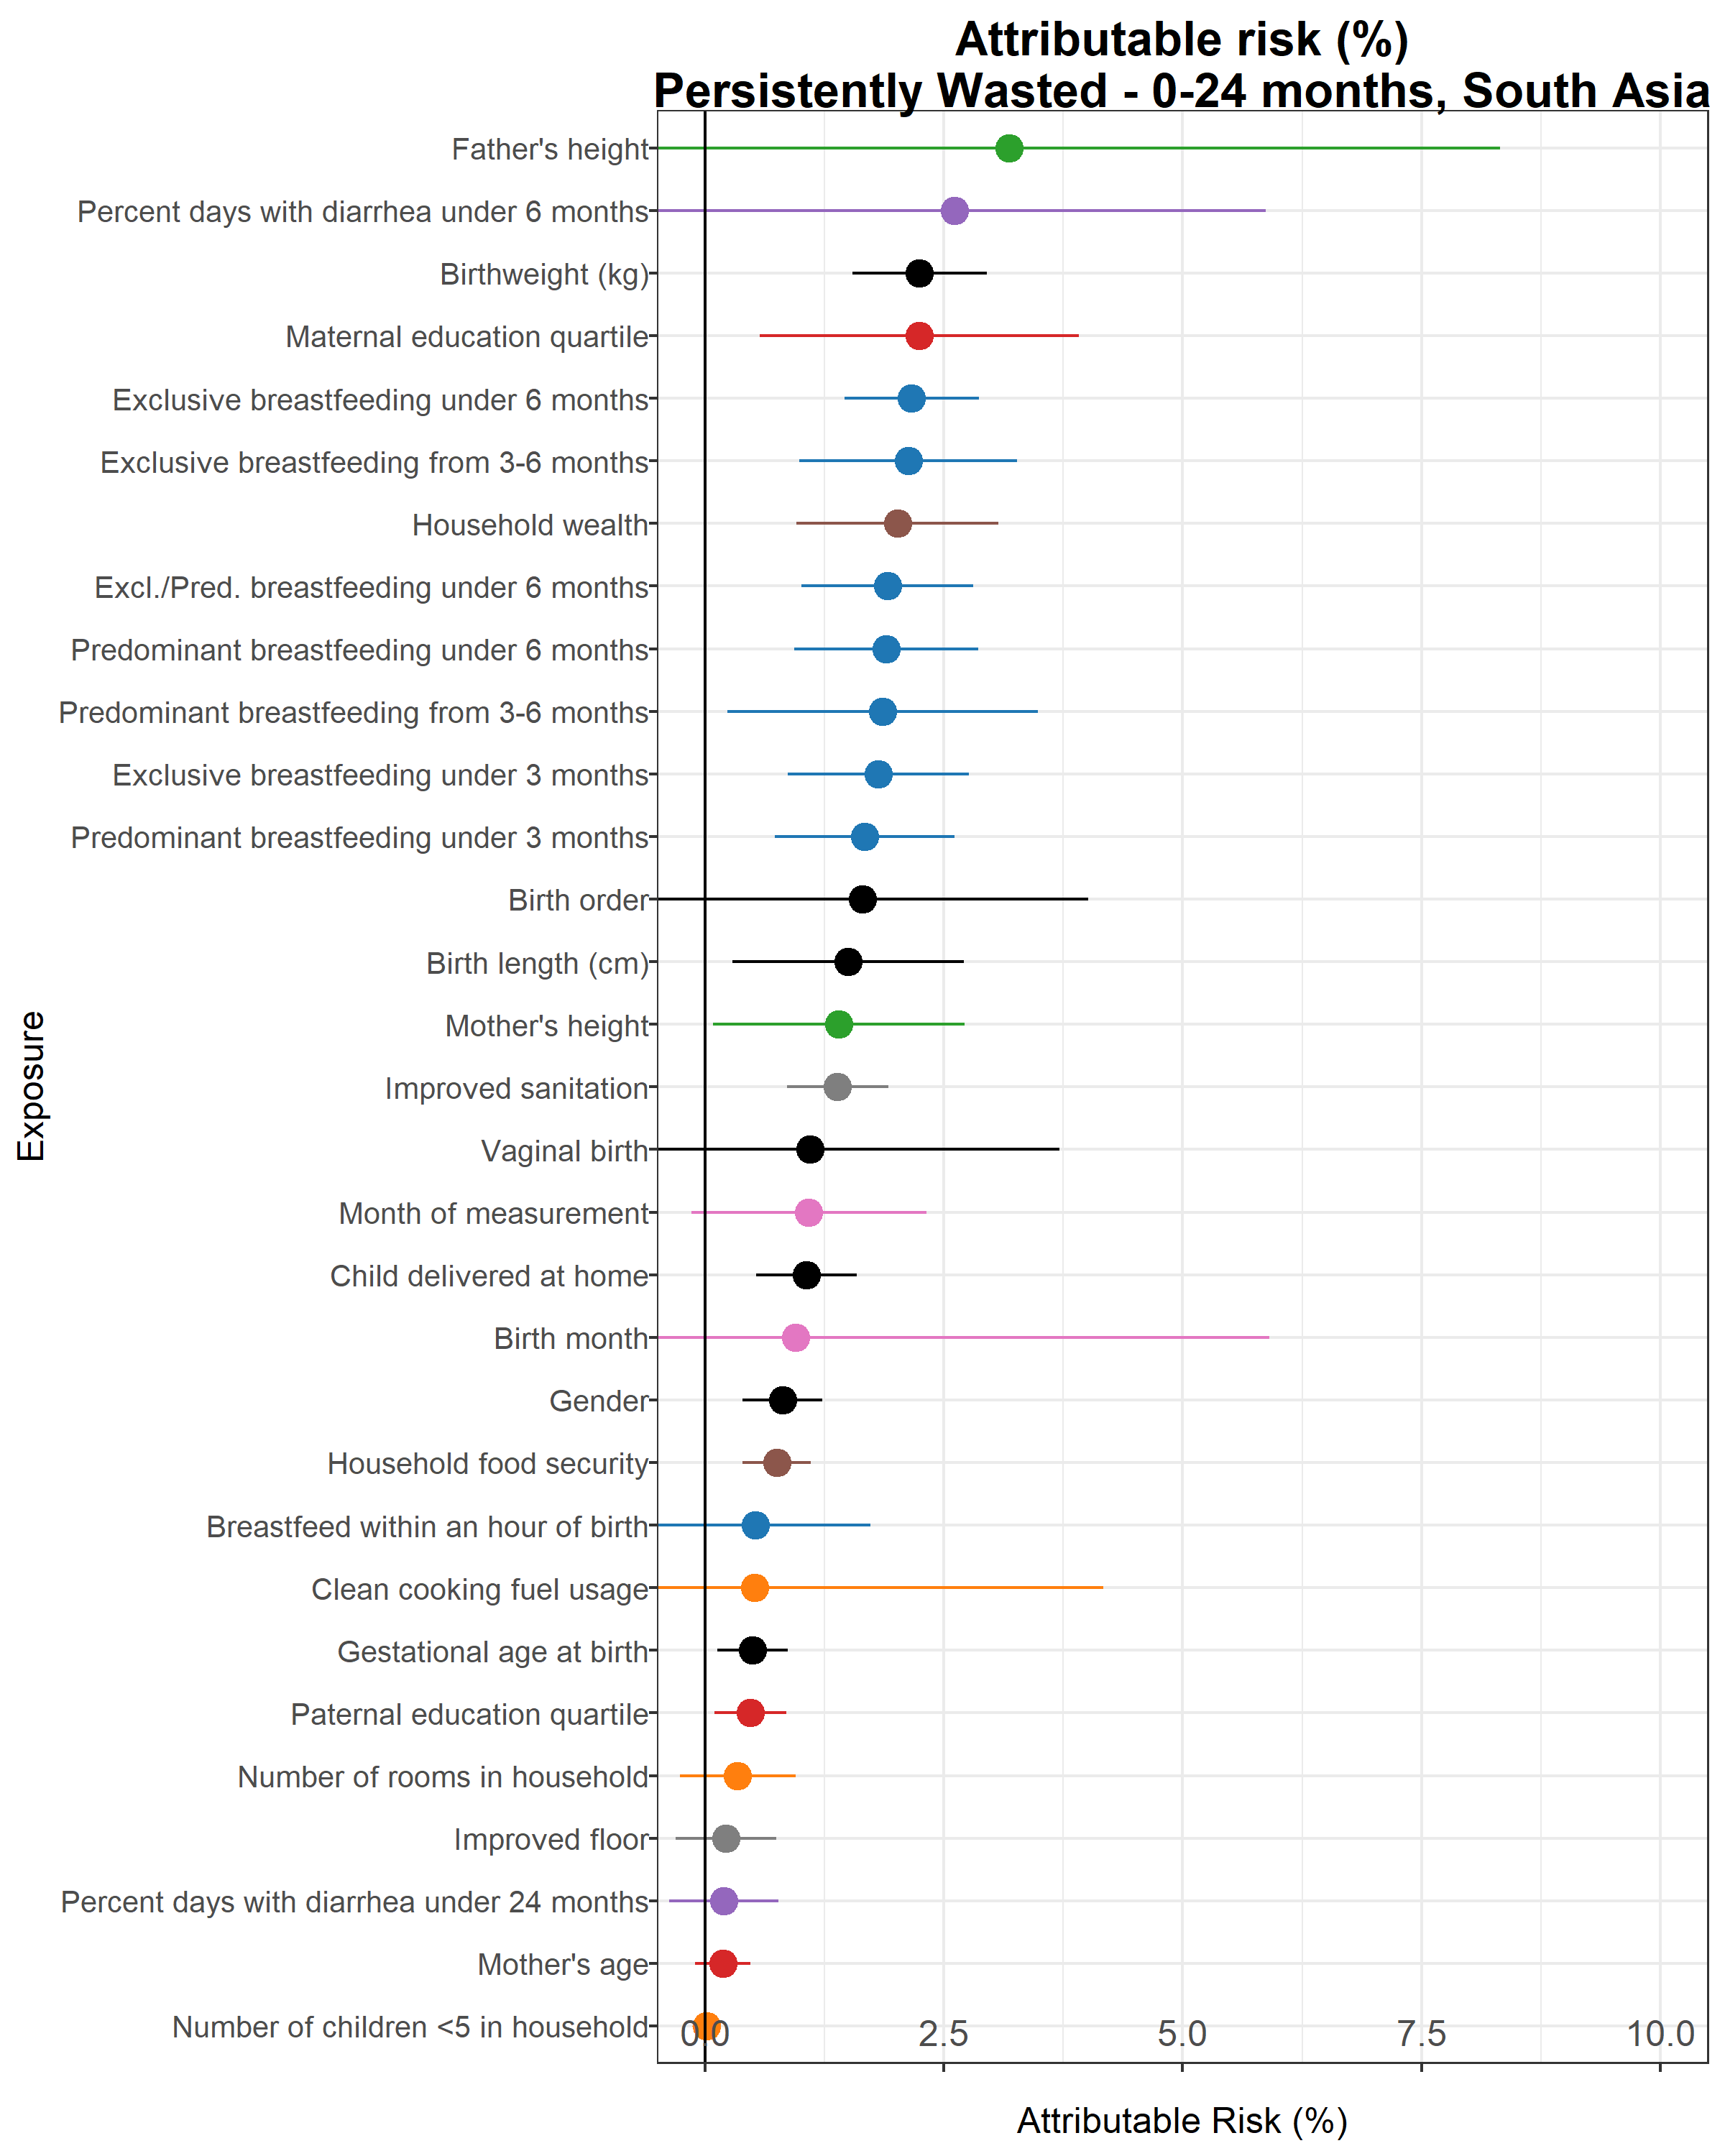 Attributable risk (%)
Persistently Wasted - 0-24 months, South Asia
Father's height
Percent days with diarrhea under 6 months
Birthweight (kg)
Maternal education quartile
Exclusive breastfeeding under 6 months
Exclusive breastfeeding from 3-6 months
Household wealth
Excl./Pred. breastfeeding under 6 months
Predominant breastfeeding under 6 months
Predominant breastfeeding from 3-6 months
Exclusive breastfeeding under 3 months
Predominant breastfeeding under 3 months
Birth order
Birth length (cm)
Mother's height
Improved sanitation
Vaginal birth
Month of measurement
Child delivered at home
Birth month
Gender
Household food security
Breastfeed within an hour of birth
Clean cooking fuel usage
Gestational age at birth
Paternal education quartile
Number of rooms in household
Improved floor
Percent days with diarrhea under 24 months
Mother's age
Number of children <5 in household
Exposure
0.0 2.5 5.0 7.5 10.0
Attributable Risk (%)